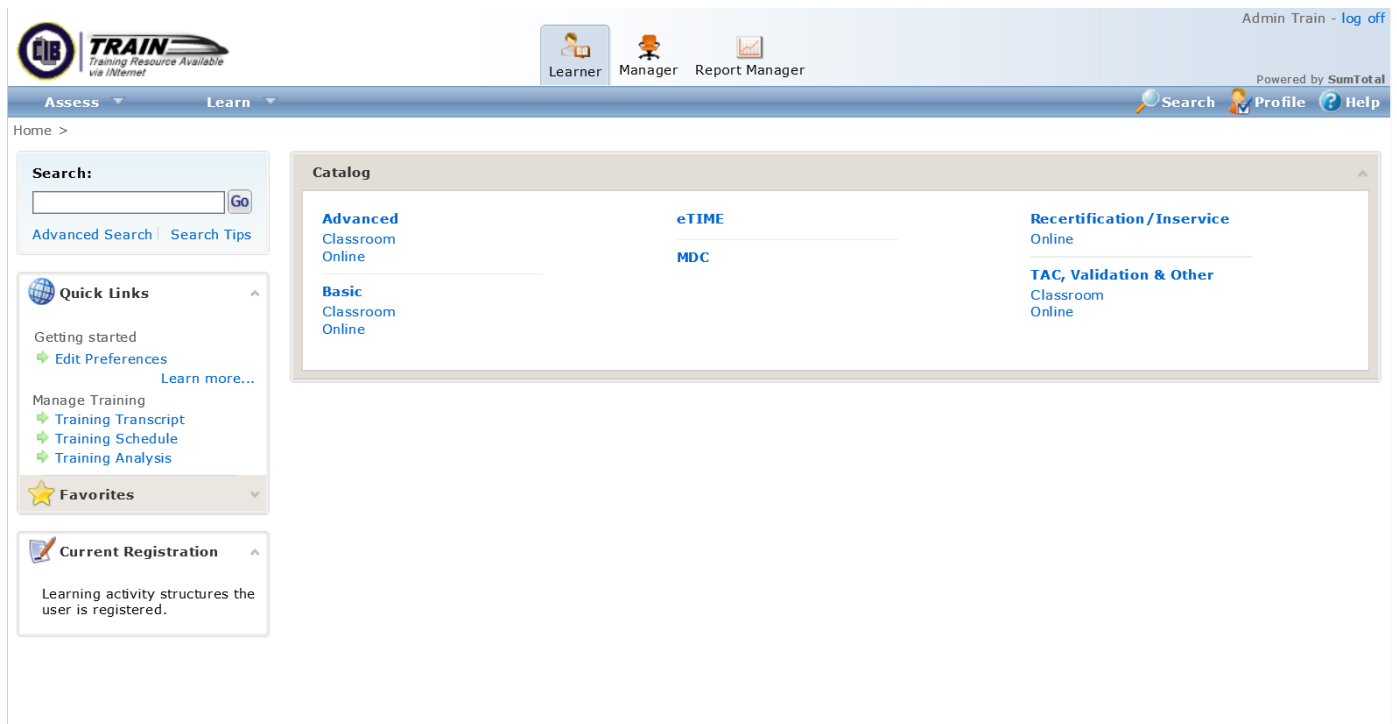 Admin Train - log off
CIB
TRAIN
Training Resource Available
via INternet
Learner
Manager
Report Manager
Powered by SumTotal
Assess
Learn
Search
Profile
Help
Home >
Search:
Go
Advanced Search
Search Tips
Quick Links
Getting started
Edit Preferences
Learn more...
Manage Training
Training Transcript
Training Schedule
Training Analysis
Favorites
Current Registration
Learning activity structures the
user is registered.
Catalog
Advanced
Classroom
Online
Basic
Classroom
Online
eTIME
MDC
Recertification/Inservice
Online
TAC, Validation & Other
Classroom
Online